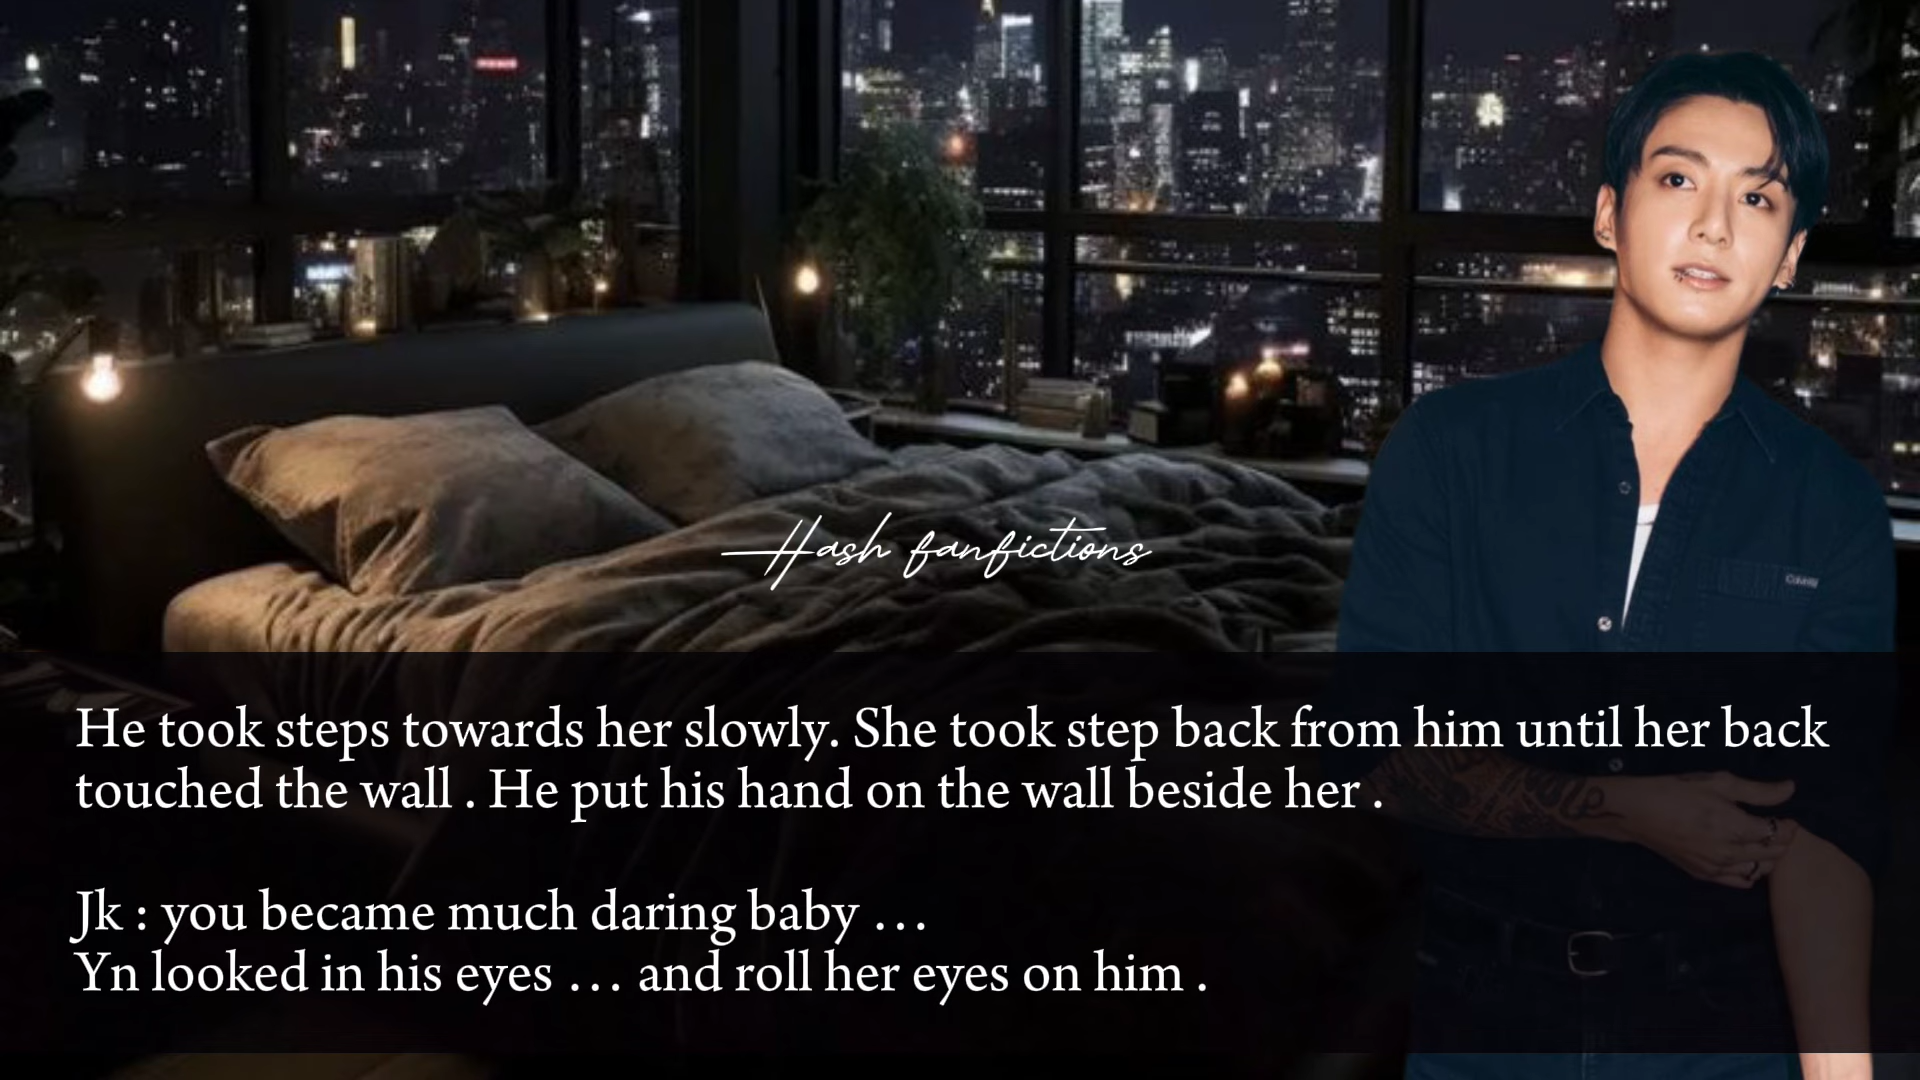 Hash fanfictions
He took steps towards her slowly. She took step back from him until her back
touched the wall . He put his hand on the wall beside her .
Jk : you became much daring baby …
Yn looked in his eyes … and roll her eyes on him .